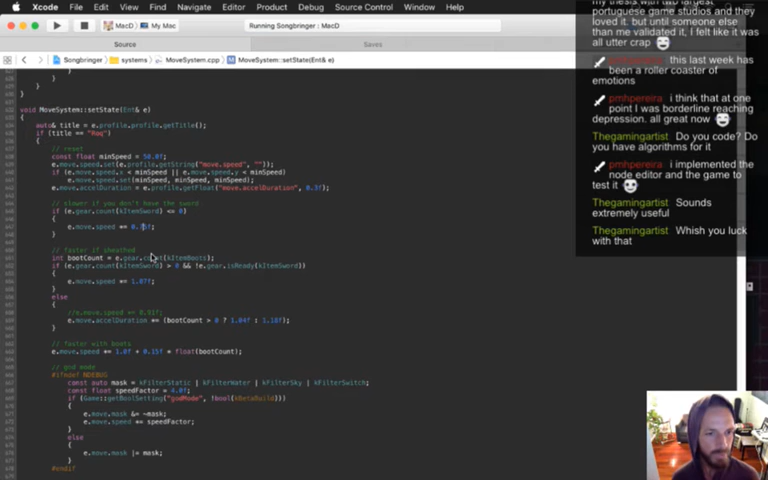 Xcode File Edit View Find Navigate Editor Product Debug Source Control Window Help
MacD My Mac
Running Songbringer : MacD
Source
Saves
Songbringer systems MoveSystem.cpp MoveSystem::setState(Ent& e)
}
}
void MoveSystem::setState(Ent& e)
{
auto& title = e.profile.profile.getTitle();
if (title == "Roq")
{
// reset
const float minSpeed = 50.0f;
e.move.speed.set(e.profile.getString("move.speed", ""));
if (e.move.speed.x < minSpeed || e.move.speed.y < minSpeed)
e.move.speed.set(minSpeed, minSpeed, minSpeed);
e.move.accelDuration = e.profile.getFloat("move.accelDuration", 0.3f);
// slower if you don't have the sword
if (e.gear.count(kItemSword) <= 0)
{
e.move.speed *=
}
// faster if sheathed
int bootCount = e.gear.count(kItemBoots);
if (e.gear.count(kItemSword) > 0 && !e.gear.isReady(kItemSword))
{
e.move.speed *= 1.07f;
}
else
{
//e.move.speed *=
e.move.accelDuration *= (bootCount > 0 ? 1.04f : 1.18f);
}
// faster with boots
e.move.speed *= 1.0f + 0.15f * float(bootCount);
// god mode
#ifndef NDEBUG
const auto mask = kFilterStatic | kFilterWater | kFilterSky | kFilterSwitch;
const float speedFactor = 4.0f;
if (Game::getBoolSetting("godMode", !bool(kBetaBuild)))
{
e.move.mask &= ~mask;
e.move.speed *= speedFactor;
}
else
{
e.move.mask |= mask;
}
#endif
my thesis with two largest
portuguese game studios and they
loved it. but until someone else
than me validated it, I felt like it was
all utter crap
this last week has
been a roller coaster of
emotions
pmhpereira i think that at one
point I was borderline reaching
depression. all great now
Thegamingartist Do you code? Do
you have algorithms for it
pmhpereira i implemented the
node editor and the game to
test it
Thegamingartist Sounds
extremely useful
Thegamingartist Whish you luck
with that